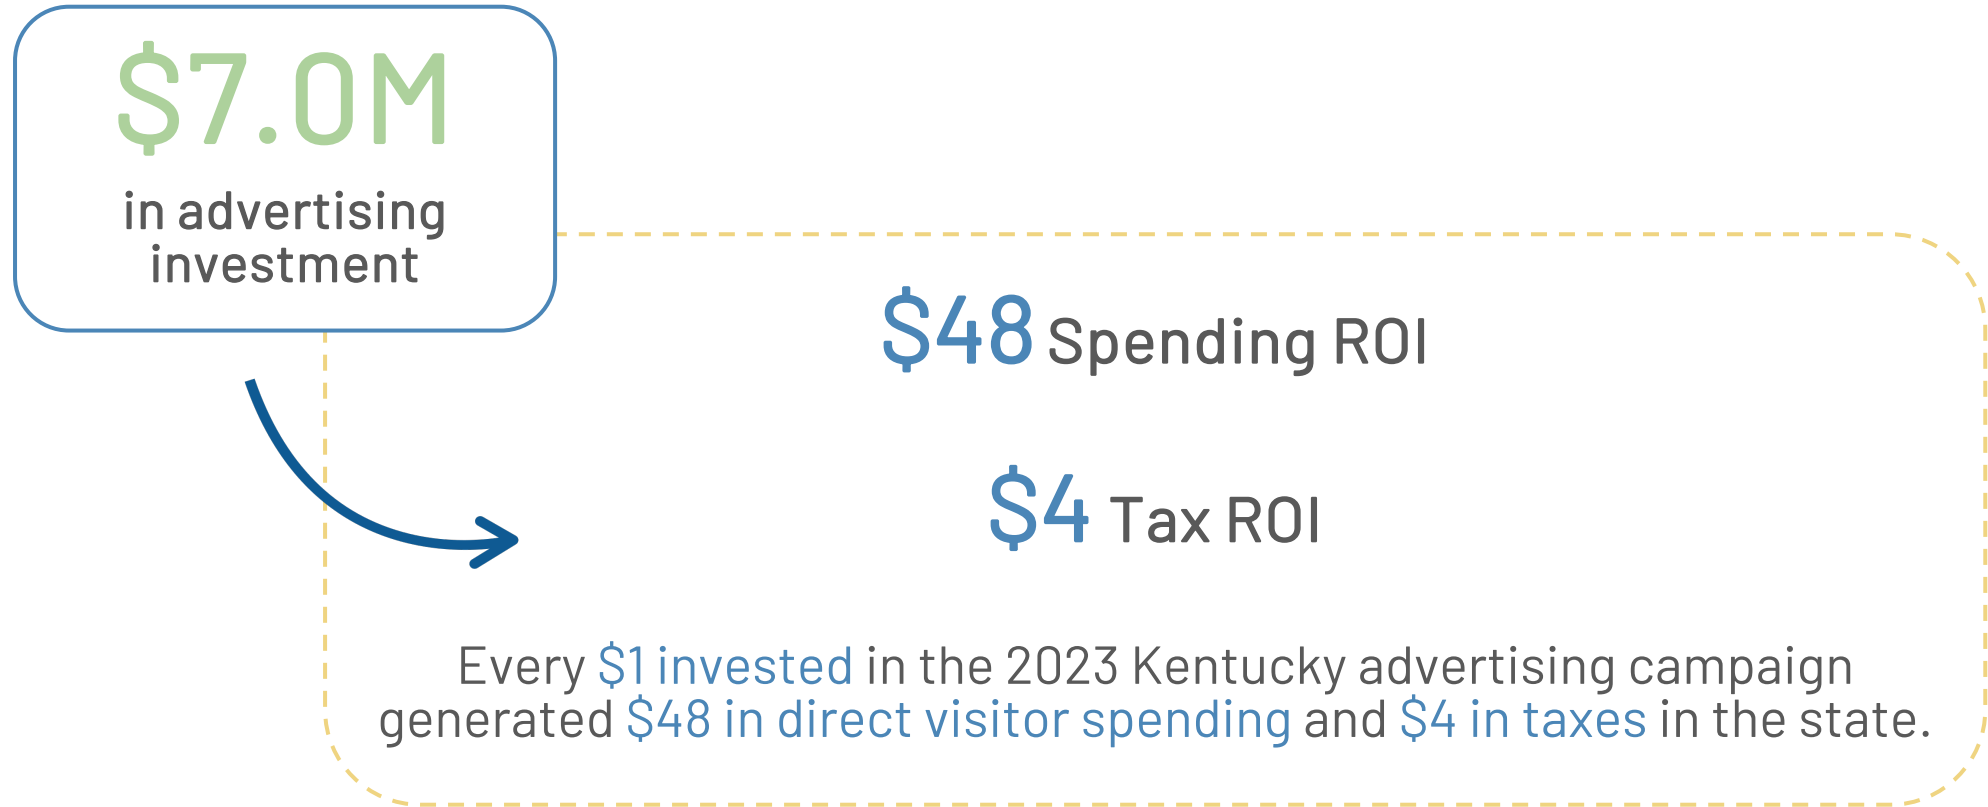 $7.0M
in advertising
investment
$48 Spending ROI
$4 Tax ROI
Every $1 invested in the 2023 Kentucky advertising campaign
generated $48 in direct visitor spending and $4 in taxes in the state.